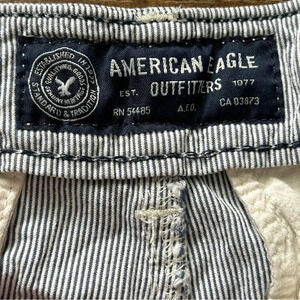 ESTABLISHED IN 1977
STANDARD & TRADITION
AMERICAN EAGLE
EST. OUTFITTERS 1977
RN 54485 A.E.O. CA 03873